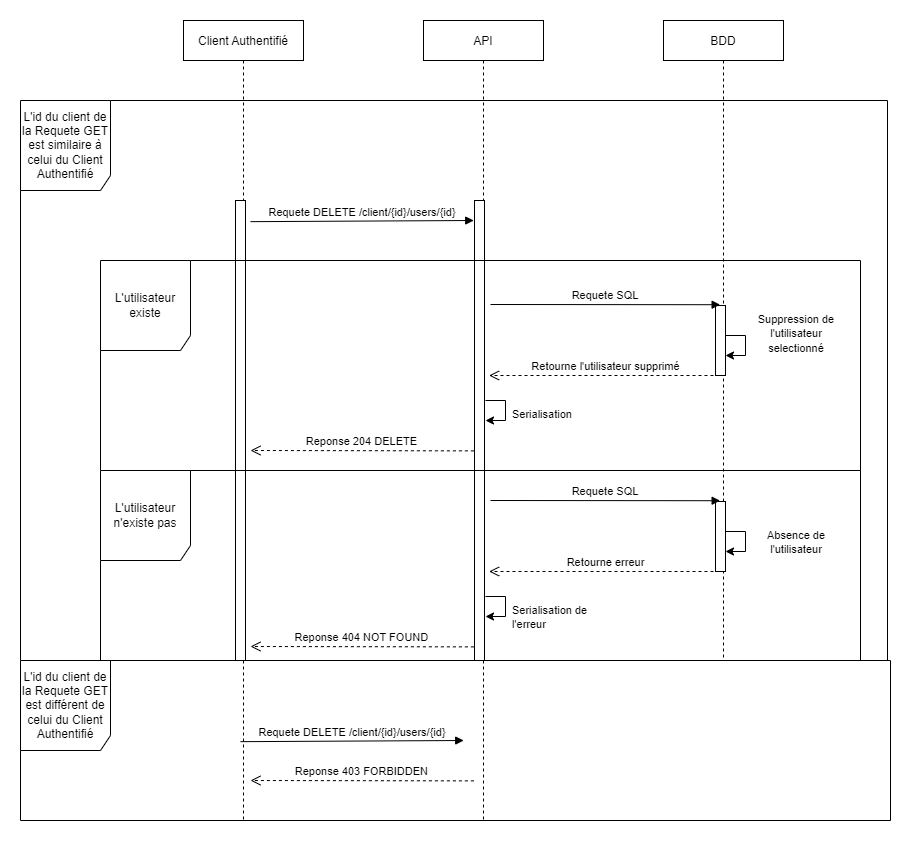 Client Authentifié
API
BDD
L'id du client de
la Requete GET
est similaire à
celui du Client
Authentifié
Requete DELETE /client/{id}/users/{id}
L'utilisateur
existe
Requete SQL
Suppression de
l'utilisateur
selectionné
Retourne l'utilisateur supprimé
Serialisation
Reponse 204 DELETE
L'utilisateur
n'existe pas
Requete SQL
Absence de
l'utilisateur
Retourne erreur
Serialisation de
l'erreur
Reponse 404 NOT FOUND
L'id du client de
la Requete GET
est différent de
celui du Client
Authentifié
Requete DELETE /client/{id}/users/{id}
Reponse 403 FORBIDDEN